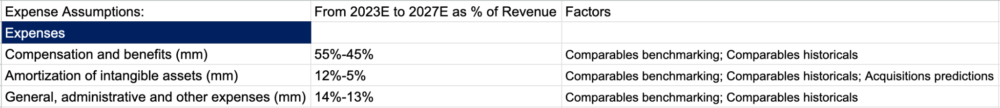 Expense Assumptions: From 2023E to 2027E as % of Revenue Factors
Expenses
Compensation and benefits (mm) 55%-45% Comparables benchmarking; Comparables historicals
Amortization of intangible assets (mm) 12%-5% Comparables benchmarking; Comparables historicals; Acquisitions predictions
General, administrative and other expenses (mm) 14%-13% Comparables benchmarking; Comparables historicals